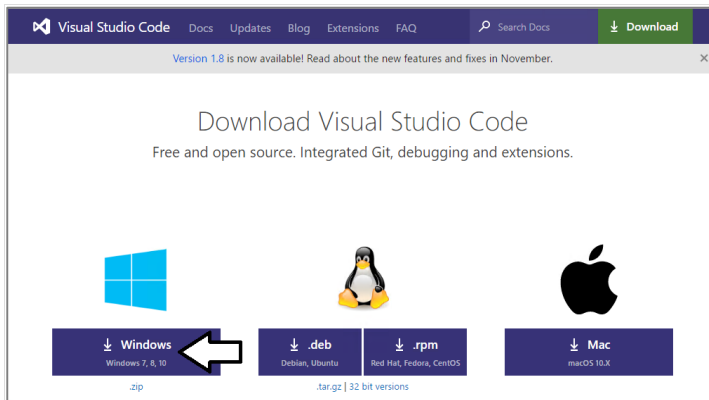 Visual Studio Code Docs Updates Blog Extensions FAQ Search Docs Download
Version 1.8 is now available! Read about the new features and fixes in November. ×
Download Visual Studio Code
Free and open source. Integrated Git, debugging and extensions.
Windows .deb .rpm Mac
Windows 7, 8, 10 Debian, Ubuntu Red Hat, Fedora, CentOS macOS 10.X
.zip .tar.gz | 32 bit versions